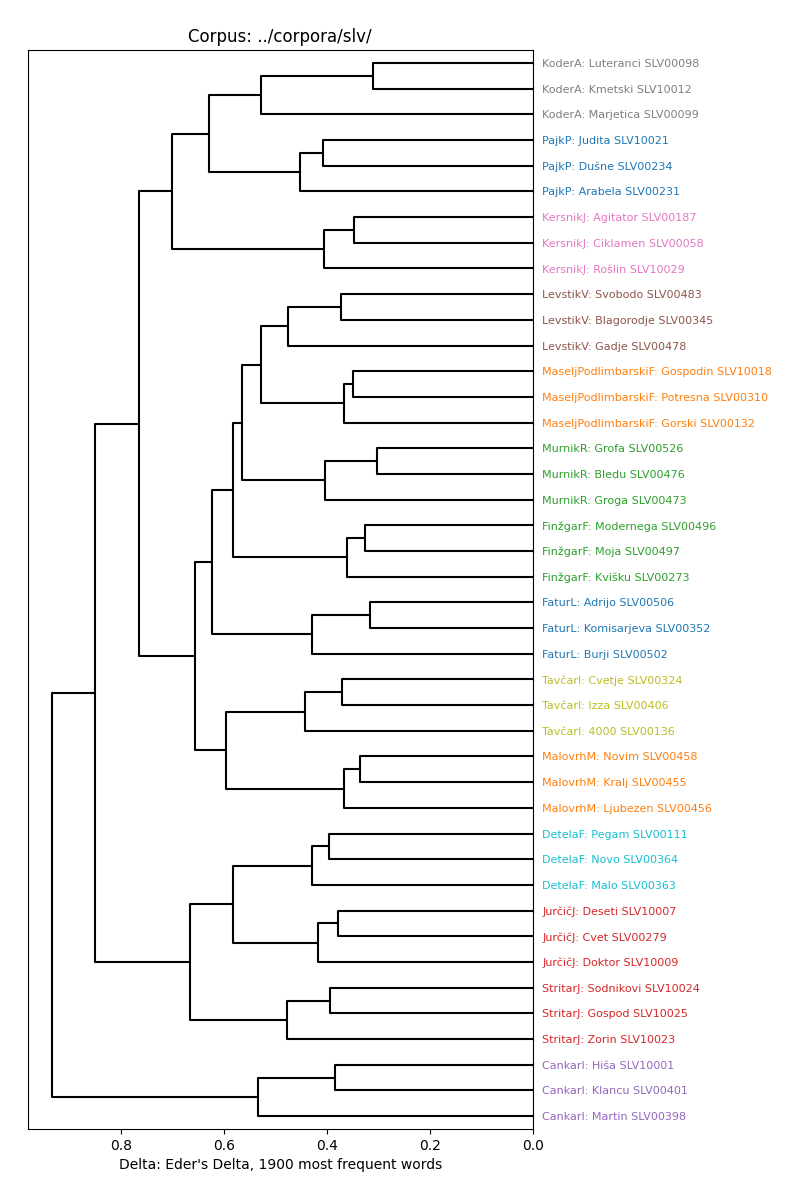 Corpus: ../corpora/slv/
KoderA: Luteranci SLV00098
KoderA: Kmetski SLV10012
KoderA: Marjetica SLV00099
PajkP: Judita SLV10021
PajkP: Dušne SLV00234
PajkP: Arabela SLV00231
KersnikJ: Agitator SLV00187
KersnikJ: Ciklamen SLV00058
KersnikJ: Rošlin SLV10029
LevstikV: Svobodo SLV00483
LevstikV: Blagorodje SLV00345
LevstikV: Gadje SLV00478
MaseljPodlimbarskiF: Gospodin SLV10018
MaseljPodlimbarskiF: Potresna SLV00310
MaseljPodlimbarskiF: Gorski SLV00132
MurnikR: Grofa SLV00526
MurnikR: Bledu SLV00476
MurnikR: Groga SLV00473
FinžgarF: Modernega SLV00496
FinžgarF: Moja SLV00497
FinžgarF: Kvišku SLV00273
FaturL: Adrijo SLV00506
FaturL: Komisarjeva SLV00352
FaturL: Burji SLV00502
TavčarI: Cvetje SLV00324
TavčarI: Izza SLV00406
TavčarI: 4000 SLV00136
MalovrhM: Novim SLV00458
MalovrhM: Kralj SLV00455
MalovrhM: Ljubezen SLV00456
DetelaF: Pegam SLV00111
DetelaF: Novo SLV00364
DetelaF: Malo SLV00363
JurčičJ: Deseti SLV10007
JurčičJ: Cvet SLV00279
JurčičJ: Doktor SLV10009
StritarJ: Sodnikovi SLV10024
StritarJ: Gospod SLV10025
StritarJ: Zorin SLV10023
CankarI: Hiša SLV10001
CankarI: Klancu SLV00401
CankarI: Martin SLV00398
0.8 0.6 0.4 0.2 0.0
Delta: Eder's Delta, 1900 most frequent words